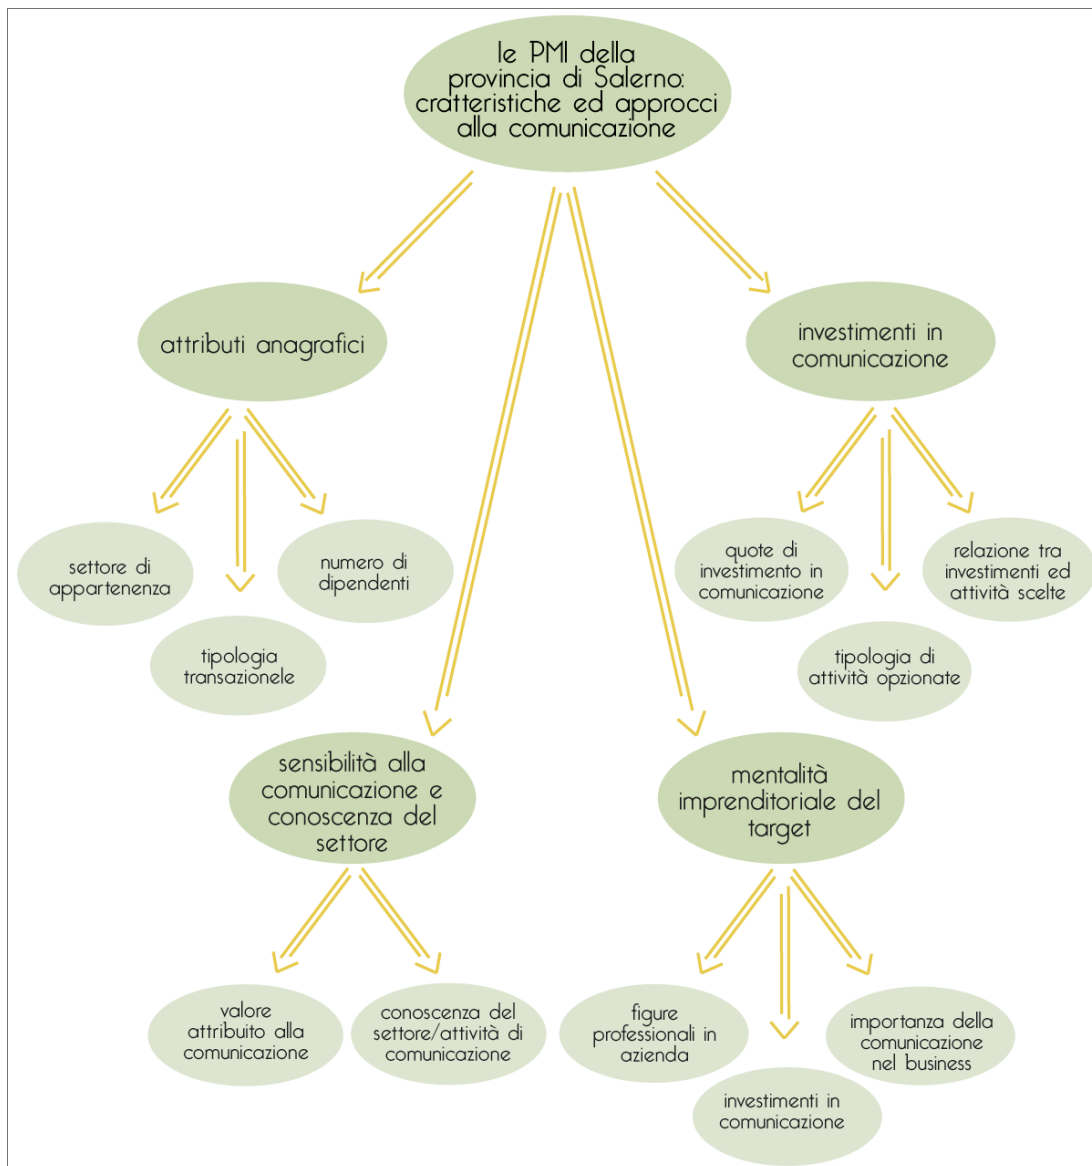 le PMI della
provincia di Salerno:
cratteristiche ed approcci
alla comunicazione
attributi anagrafici
investimenti in
comunicazione
settore di
appartenenza
tipologia
transazionele
numero di
dipendenti
quote di
investimento in
comunicazione
tipologia di
attività opzionate
relazione tra
investimenti ed
attività scelte
sensibilità alla
comunicazione e
conoscenza del
settore
mentalità
imprenditoriale del
target
valore
attribuito alla
comunicazione
conoscenza del
settore/attività di
comunicazione
figure
professionali in
azienda
investimenti in
comunicazione
importanza della
comunicazione
nel business